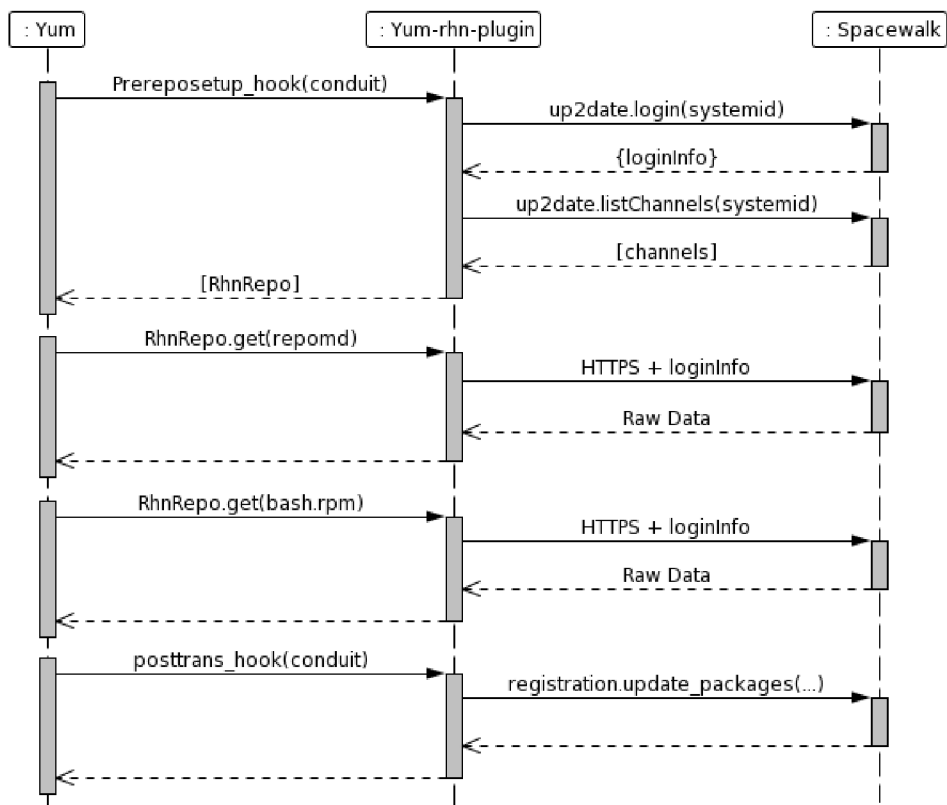 : Yum
: Yum-rhn-plugin
: Spacewalk
Prereposetup_hook(conduit)
up2date.login(systemid)
{loginInfo}
up2date.listChannels(systemid)
[channels]
[RhnRepo]
RhnRepo.get(repomd)
HTTPS + loginInfo
Raw Data
RhnRepo.get(bash.rpm)
HTTPS + loginInfo
Raw Data
posttrans_hook(conduit)
registration.update_packages(...)